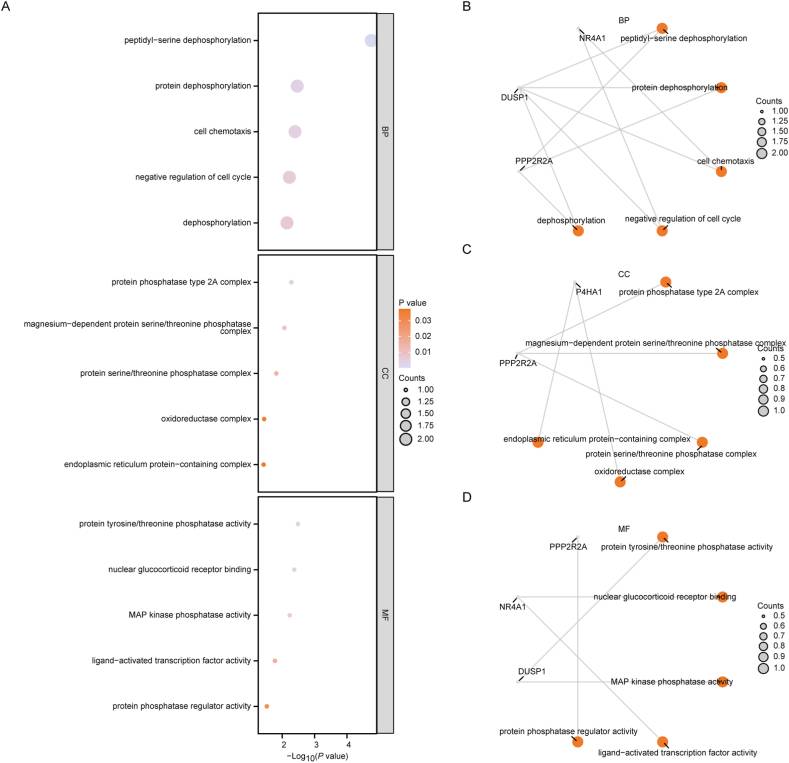 A
peptidyl-serine dephosphorylation
protein dephosphorylation
cell chemotaxis
negative regulation of cell cycle
dephosphorylation
BP
protein phosphatase type 2A complex
magnesium-dependent protein serine/threonine phosphatase
complex
protein serine/threonine phosphatase complex
oxidoreductase complex
endoplasmic reticulum protein-containing complex
CC
protein tyrosine/threonine phosphatase activity
nuclear glucocorticoid receptor binding
MAP kinase phosphatase activity
ligand-activated transcription factor activity
protein phosphatase regulator activity
MF
2 3 4
−Log10(P value)
P value
0.03
0.02
0.01
Counts
1.00
1.25
1.50
1.75
2.00
B
BP
NR4A1
peptidyl-serine dephosphorylation
DUSP1
protein dephosphorylation
PPP2R2A
cell chemotaxis
dephosphorylation
negative regulation of cell cycle
Counts
1.00
1.25
1.50
1.75
2.00
C
CC
P4HA1
protein phosphatase type 2A complex
magnesium-dependent protein serine/threonine phosphatase complex
PPP2R2A
endoplasmic reticulum protein-containing complex
protein serine/threonine phosphatase complex
oxidoreductase complex
Counts
0.5
0.6
0.7
0.8
0.9
1.0
D
MF
PPP2R2A
protein tyrosine/threonine phosphatase activity
nuclear glucocorticoid receptor binding
NR4A1
DUSP1
MAP kinase phosphatase activity
protein phosphatase regulator activity
ligand-activated transcription factor activity
Counts
0.5
0.6
0.7
0.8
0.9
1.0